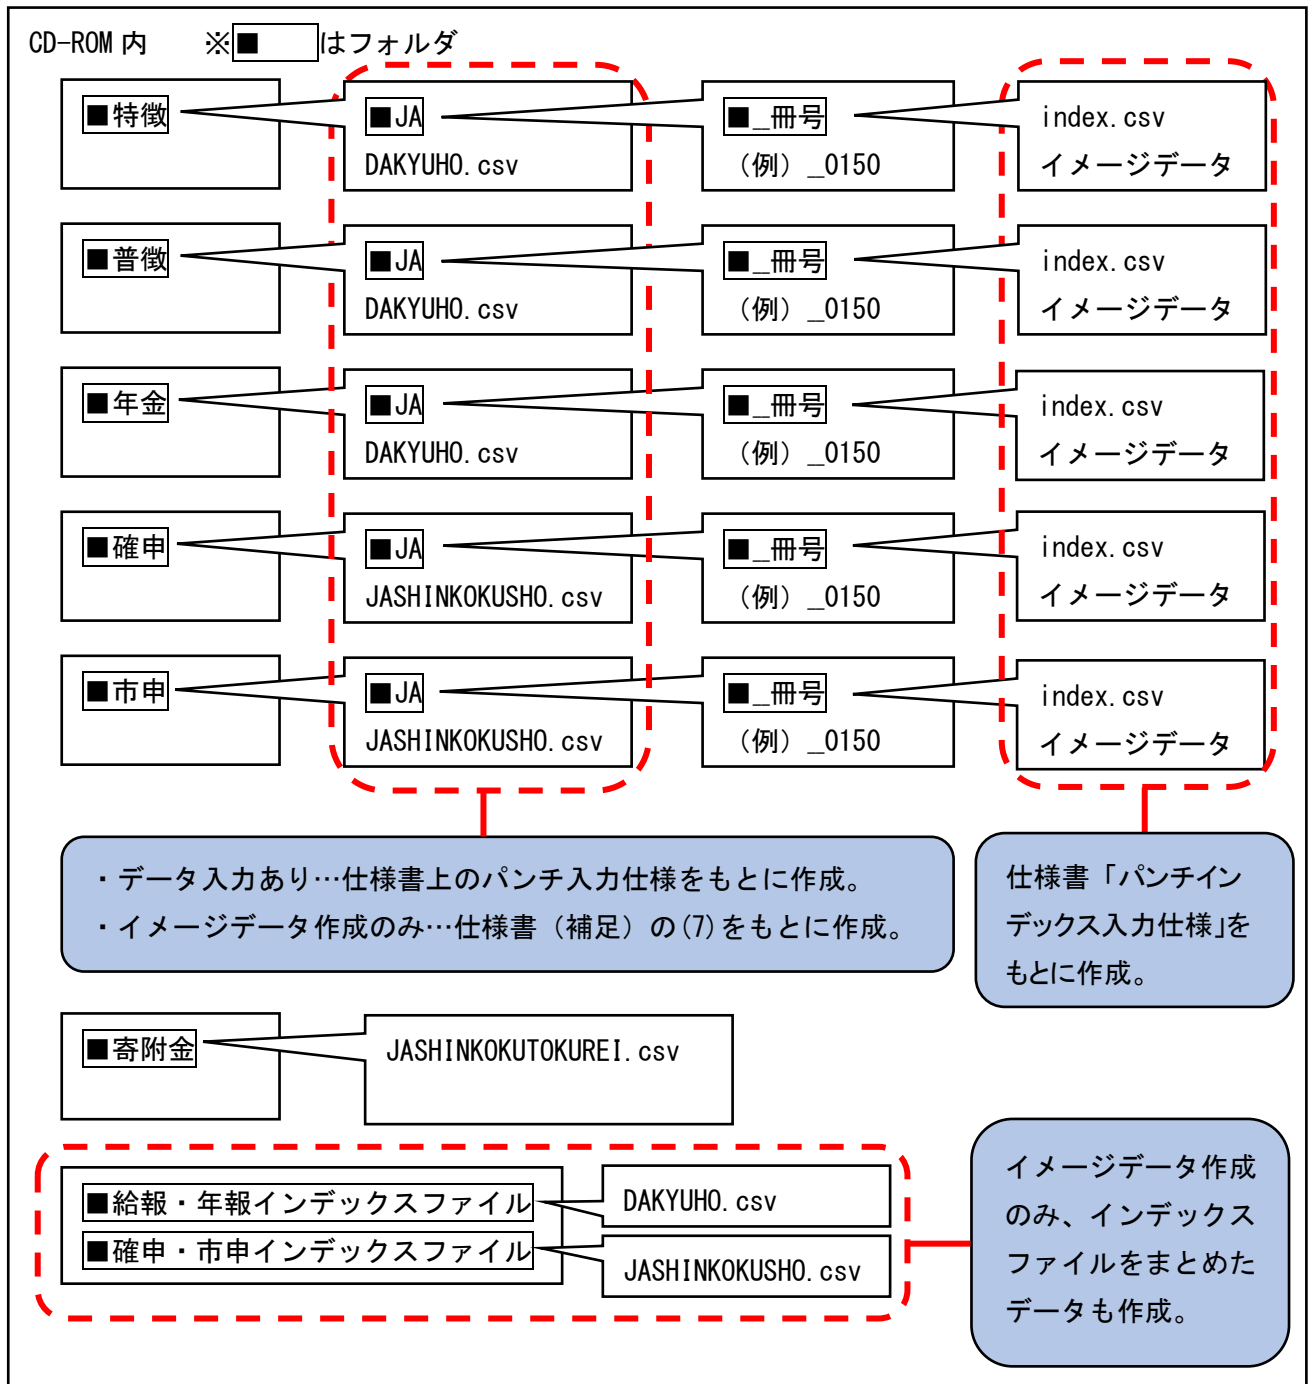 CD-ROM 内　※■　　はフォルダ
■特徴
■JA
DAKYUHO.csv
■_冊号
（例）_0150
index.csv
イメージデータ
■普徴
■JA
DAKYUHO.csv
■_冊号
（例）_0150
index.csv
イメージデータ
■年金
■JA
DAKYUHO.csv
■_冊号
（例）_0150
index.csv
イメージデータ
■確申
■JA
JASHINKOKUSHO.csv
■_冊号
（例）_0150
index.csv
イメージデータ
■市申
■JA
JASHINKOKUSHO.csv
■_冊号
（例）_0150
index.csv
イメージデータ
・データ入力あり…仕様書上のパンチ入力仕様をもとに作成。
・イメージデータ作成のみ…仕様書（補足）の(7)をもとに作成。
仕様書「パンチイン
デックス入力仕様」を
もとに作成。
■寄附金
JASHINKOKUTOKUREI.csv
■給報・年報インデックスファイル
DAKYUHO.csv
■確申・市申インデックスファイル
JASHINKOKUSHO.csv
イメージデータ作成
のみ、インデックス
ファイルをまとめた
データも作成。